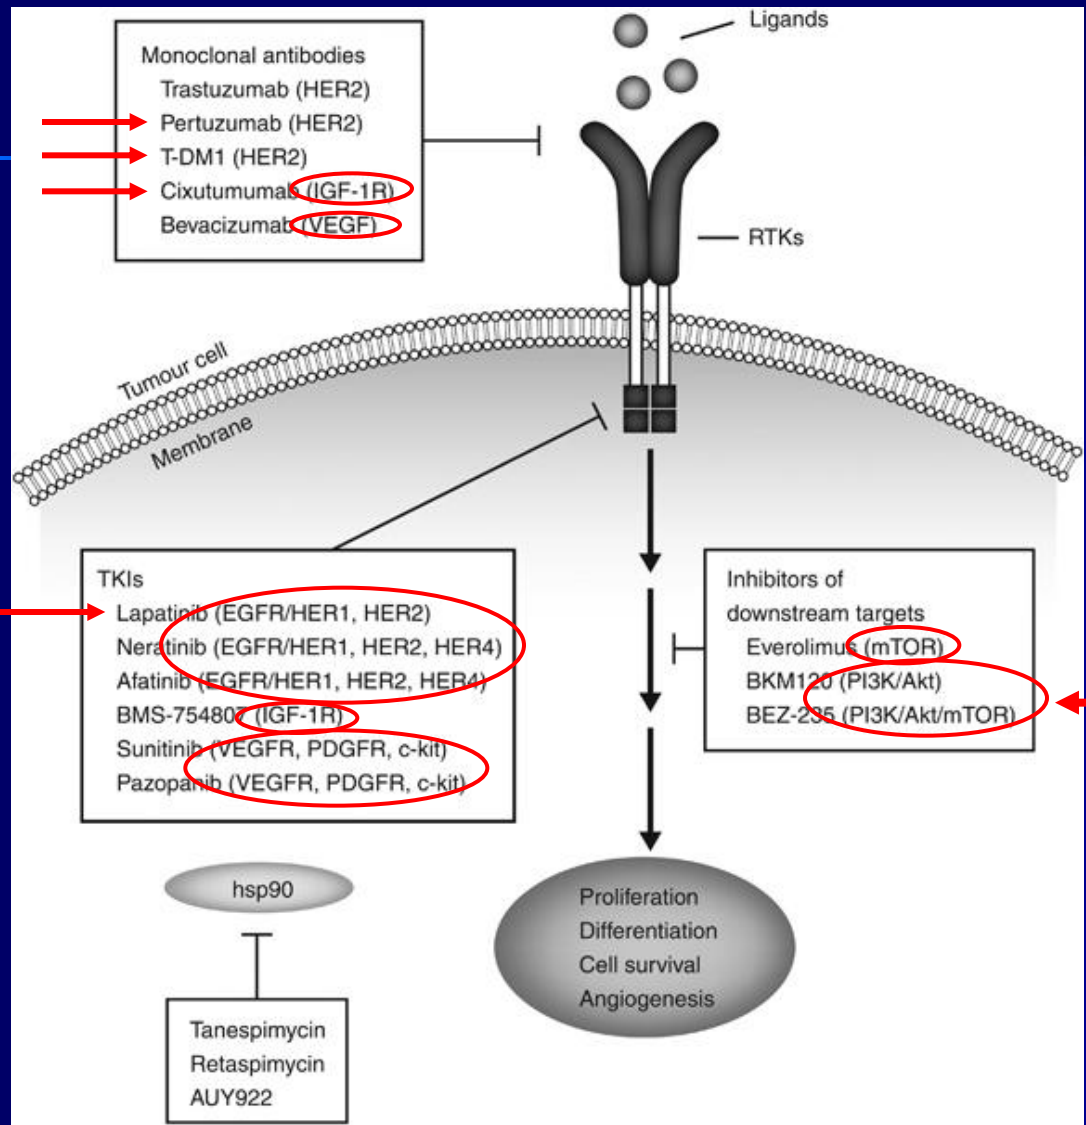 Ligands
Monoclonal antibodies
Trastuzumab (HER2)
Pertuzumab (HER2)
T-DM1 (HER2)
Cixutumumab (IGF-1R)
Bevacizumab (VEGF)
RTKs
Tumour cell
Membrane
TKIs
Lapatinib (EGFR/HER1, HER2)
Neratinib (EGFR/HER1, HER2, HER4)
Afatinib (EGFR/HER1, HER2, HER4)
BMS-754807 (IGF-1R)
Sunitinib (VEGFR, PDGFR, c-kit)
Pazopanib (VEGFR, PDGFR, c-kit)
Inhibitors of
downstream targets
Everolimus (mTOR)
BKM120 (PI3K/Akt)
BEZ-235 (PI3K/Akt/mTOR)
hsp90
Proliferation
Differentiation
Cell survival
Angiogenesis
Tanespimycin
Retaspimycin
AUY922